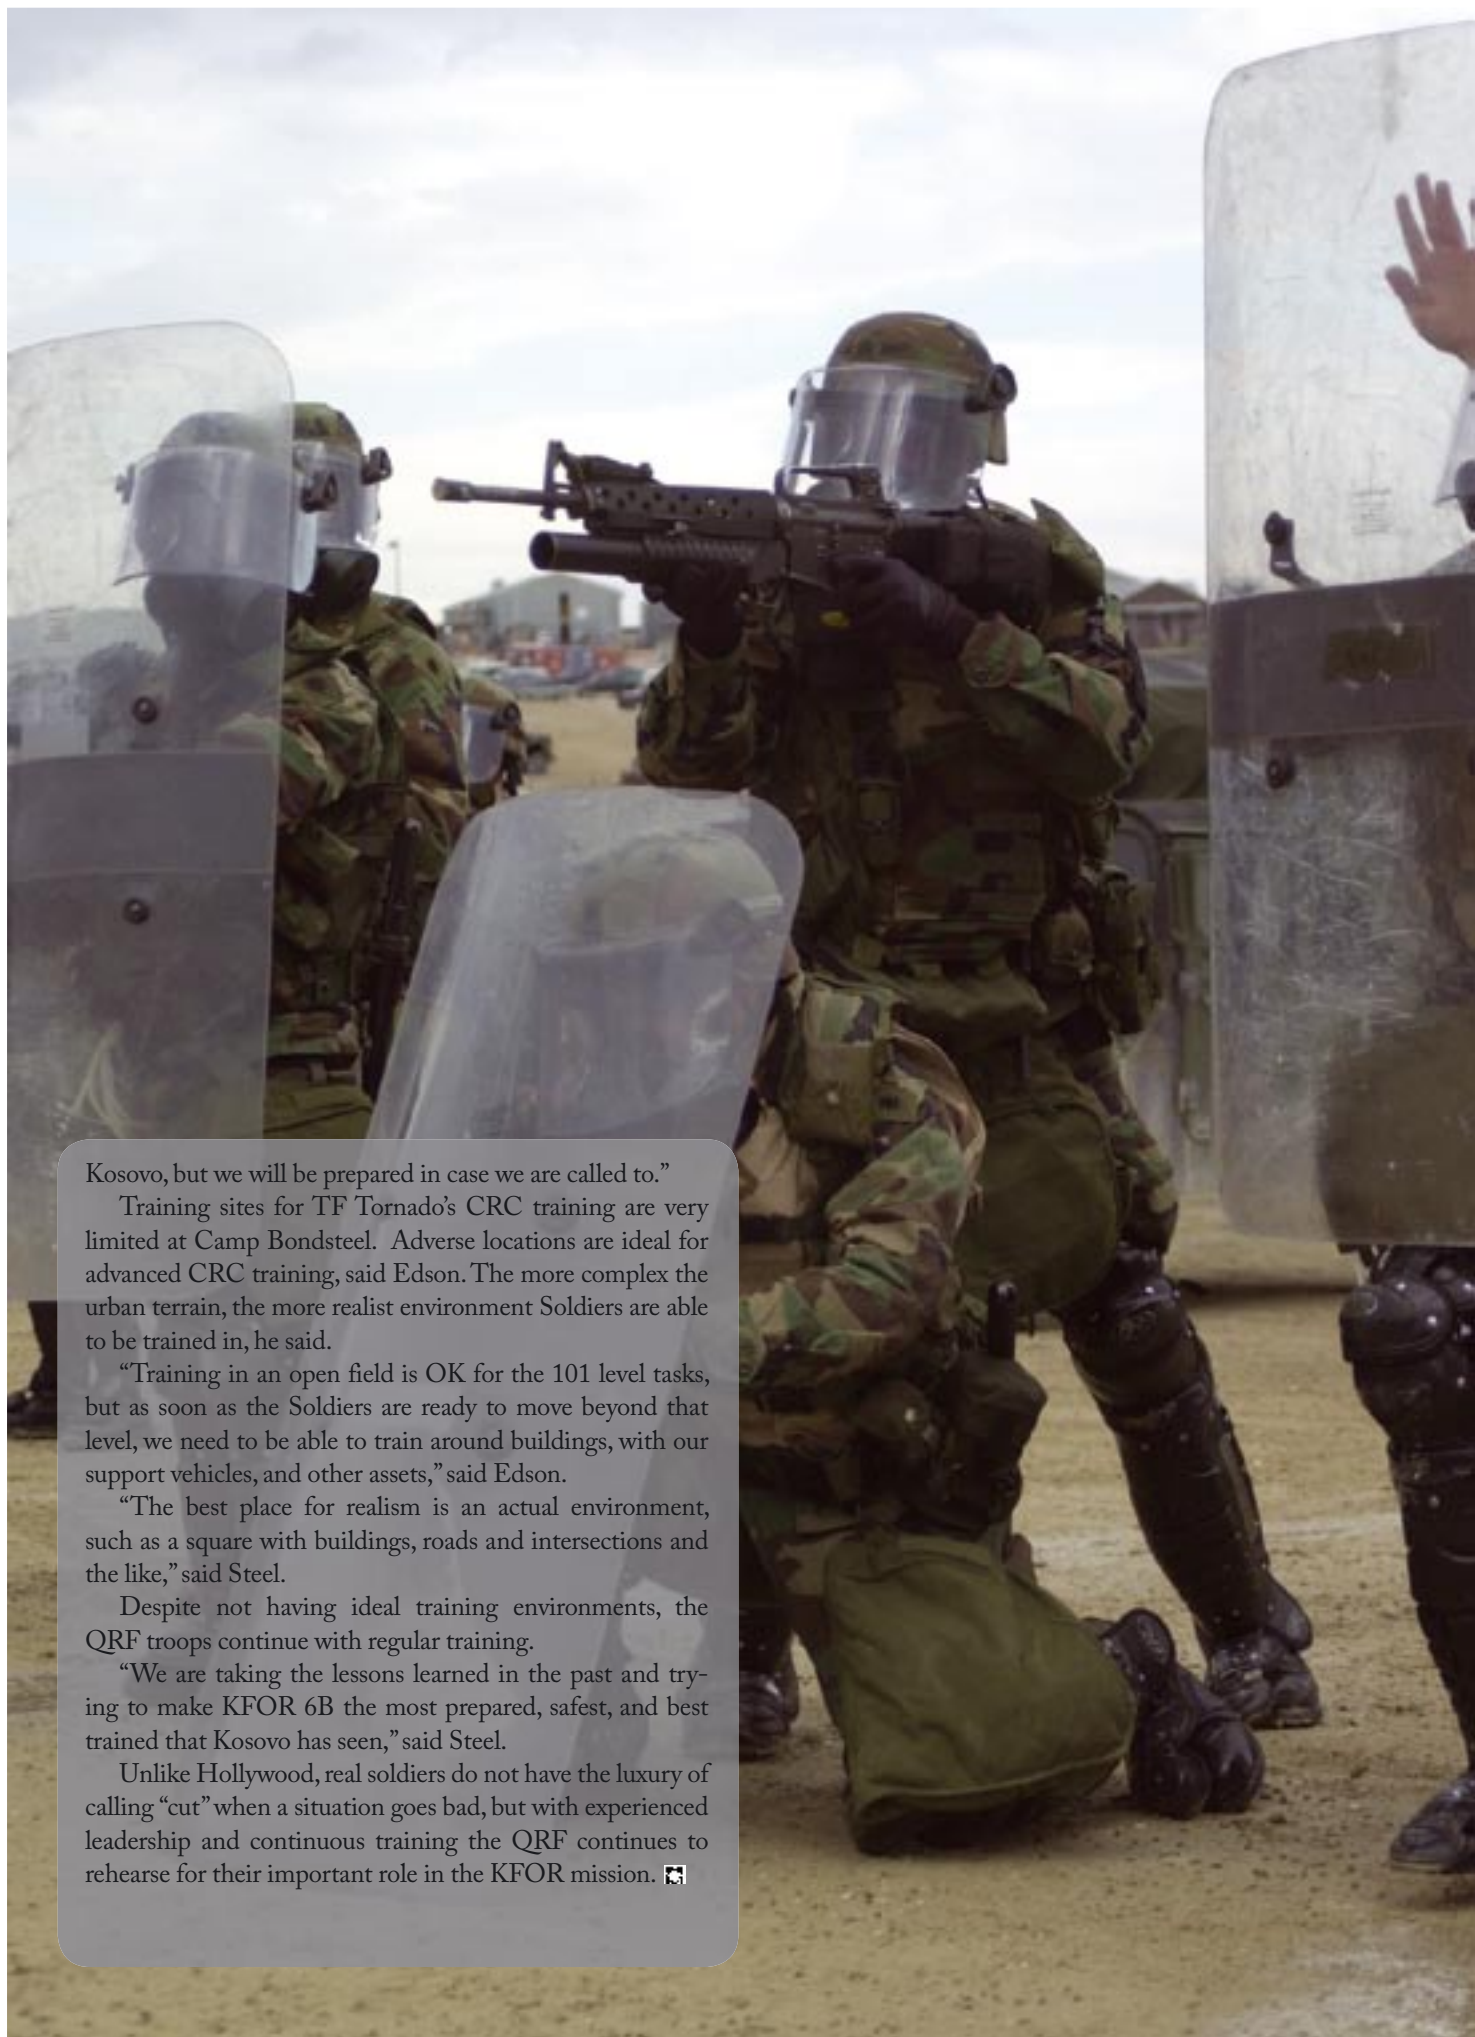 Kosovo, but we will be prepared in case we are called to.”
Training sites for TF Tornado’s CRC training are very
limited at Camp Bondsteel.  Adverse locations are ideal for
advanced CRC training, said Edson. The more complex the
urban terrain, the more realist environment Soldiers are able
to be trained in, he said.
“Training in an open field is OK for the 101 level tasks,
but as soon as the Soldiers are ready to move beyond that
level, we need to be able to train around buildings, with our
support vehicles, and other assets,” said Edson.
“The best place for realism is an actual environment,
such as a square with buildings, roads and intersections and
the like,” said Steel.
Despite not having ideal training environments, the
QRF troops continue with regular training.
“We are taking the lessons learned in the past and try-
ing to make KFOR 6B the most prepared, safest, and best
trained that Kosovo has seen,” said Steel.
Unlike Hollywood, real soldiers do not have the luxury of
calling “cut” when a situation goes bad, but with experienced
leadership and continuous training the QRF continues to
rehearse for their important role in the KFOR mission.